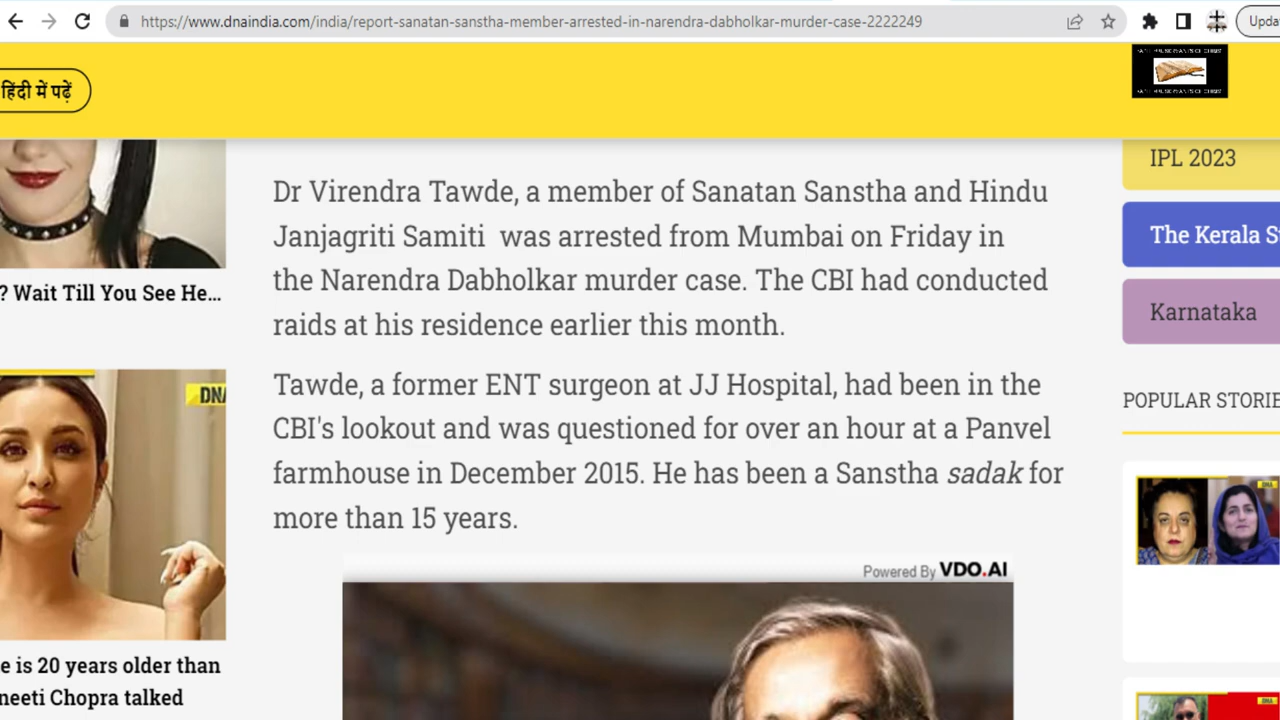 https://www.dnaindia.com/india/report-sanatan-sanstha-member-arrested-in-narendra-dabholkar-murder-case-2222249
Upda
हिंदी में पढ़ें
? Wait Till You See He...
DNA
e is 20 years older than
neeti Chopra talked
Dr Virendra Tawde, a member of Sanatan Sanstha and Hindu
Janjagriti Samiti was arrested from Mumbai on Friday in
the Narendra Dabholkar murder case. The CBI had conducted
raids at his residence earlier this month.
Tawde, a former ENT surgeon at JJ Hospital, had been in the
CBI's lookout and was questioned for over an hour at a Panvel
farmhouse in December 2015. He has been a Sanstha sadak for
more than 15 years.
Powered By VDO.AI
IPL 2023
The Kerala S
Karnataka
POPULAR STORIE
DNA
DNA